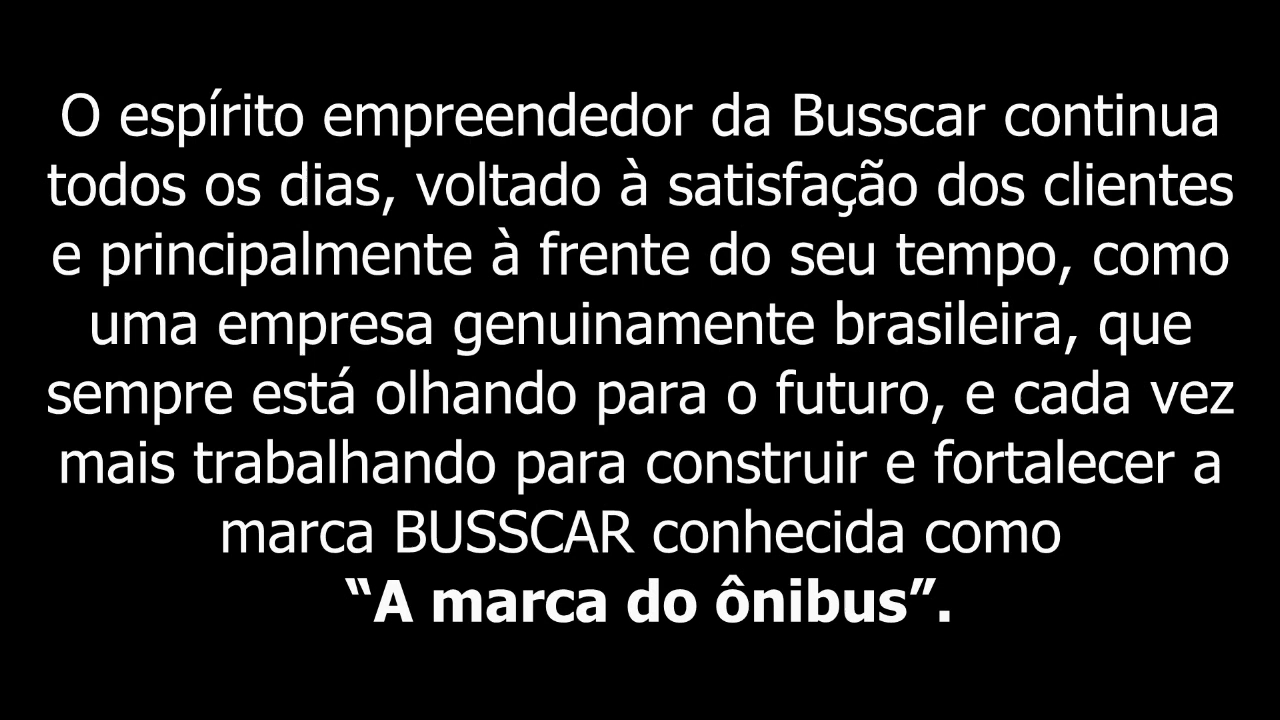 O espírito empreendedor da Busscar continua
todos os dias, voltado à satisfação dos clientes
e principalmente à frente do seu tempo, como
uma empresa genuinamente brasileira, que
sempre está olhando para o futuro, e cada vez
mais trabalhando para construir e fortalecer a
marca BUSSCAR conhecida como
“A marca do ônibus”.